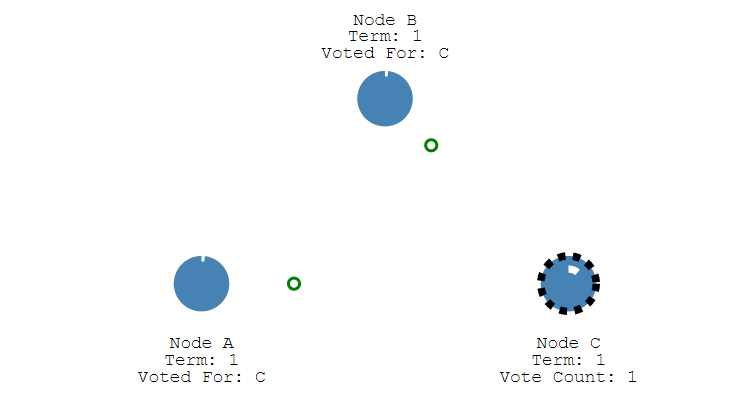 Node B
Term: 1
Voted For: C
Node A
Term: 1
Voted For: C
Node C
Term: 1
Vote Count: 1